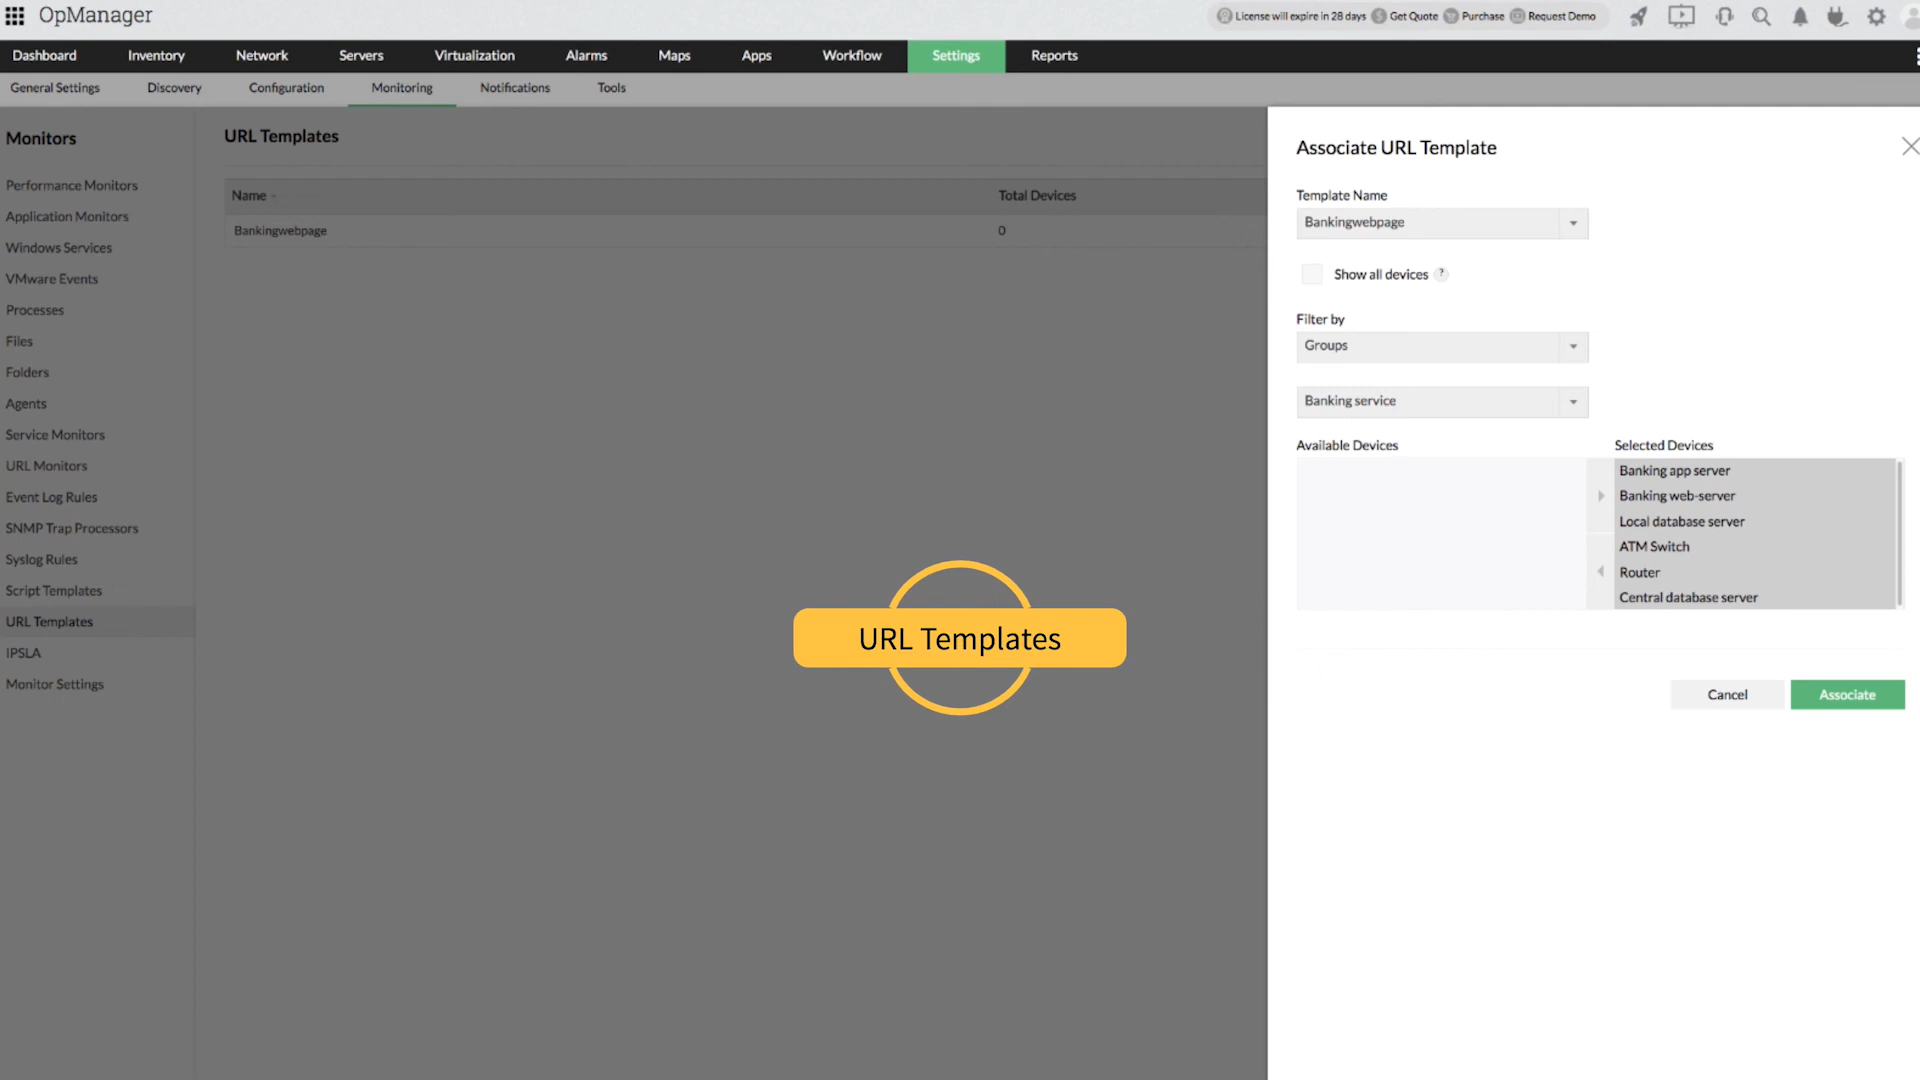 OpManager
License will expire in 28 days Get Quote Purchase Request Demo
Dashboard Inventory Network Servers Virtualization Alarms Maps Apps Workflow Settings Reports
General Settings Discovery Configuration Monitoring Notifications Tools
Monitors
Performance Monitors
Application Monitors
Windows Services
VMware Events
Processes
Files
Folders
Agents
Service Monitors
URL Monitors
Event Log Rules
SNMP Trap Processors
Syslog Rules
Script Templates
URL Templates
IPSLA
Monitor Settings
URL Templates
Name Total Devices
Bankingwebpage 0
URL Templates
Associate URL Template
Template Name
Bankingwebpage
Show all devices ?
Filter by
Groups
Banking service
Available Devices Selected Devices
Banking app server
Banking web-server
Local database server
ATM Switch
Router
Central database server
Cancel Associate